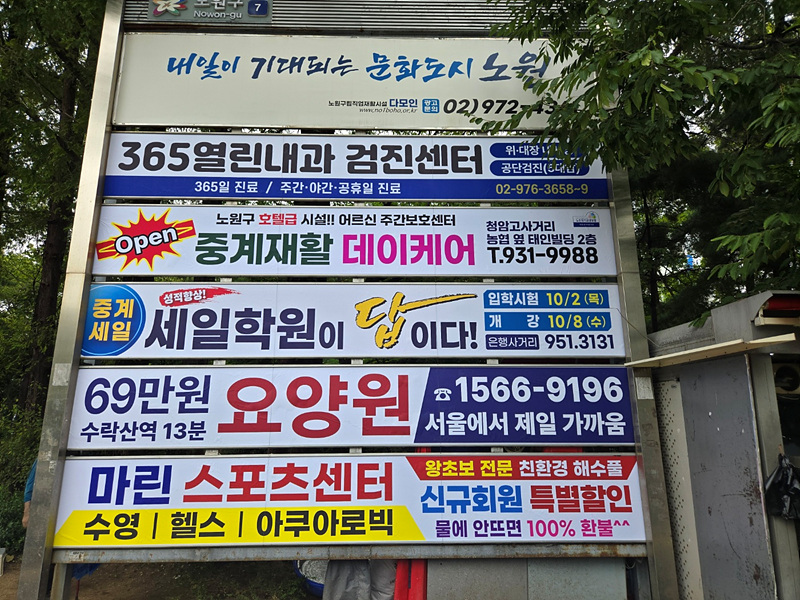 노원구
Nowon-gu
7
내일이 기대되는 문화도시 노원
노원구립직업재활시설 다모인 광고문의 02)972-
www.no1boho.or.kr
365열린내과 검진센터
위·대장
공단검진
365일 진료 / 주간·야간·공휴일 진료
02-976-3658~9
Open
노원구 호텔급 시설!! 어르신 주간보호센터
중계재활 데이케어
청암고사거리
농협 옆 태인빌딩 2층
T.931-9988
중계
세일
성적향상!
세일학원이 답이다!
입학시험 10/2 (목)
개 강 10/8 (수)
은행사거리 951.3131
69만원
수락산역 13분
요양원
☎1566-9196
서울에서 제일 가까움
마린 스포츠센터
수영 | 헬스 | 아쿠아로빅
왕초보 전문 친환경 해수풀
신규회원 특별할인
물에 안뜨면 100% 환불^^